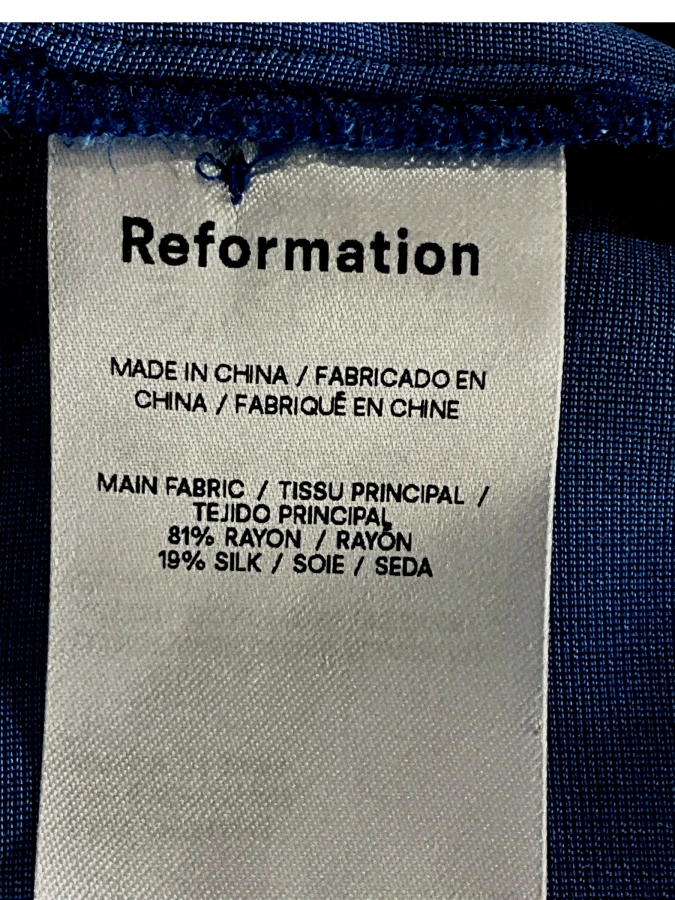 Reformation
MADE IN CHINA / FABRICADO EN
CHINA / FABRIQUÉ EN CHINE
MAIN FABRIC / TISSU PRINCIPAL /
TEJIDO PRINCIPAL
81% RAYON / RAYÓN
19% SILK / SOIE / SEDA